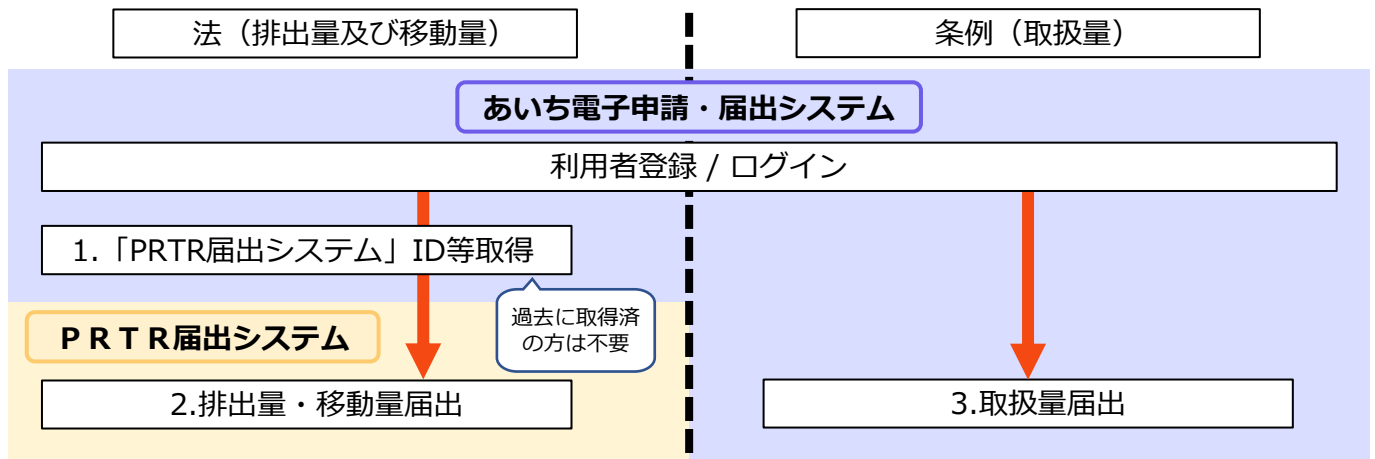 法（排出量及び移動量）
条例（取扱量）
あいち電子申請・届出システム
利用者登録 / ログイン
1.「PRTR届出システム」ID等取得
過去に取得済
の方は不要
ＰＲＴＲ届出システム
2.排出量・移動量届出
3.取扱量届出